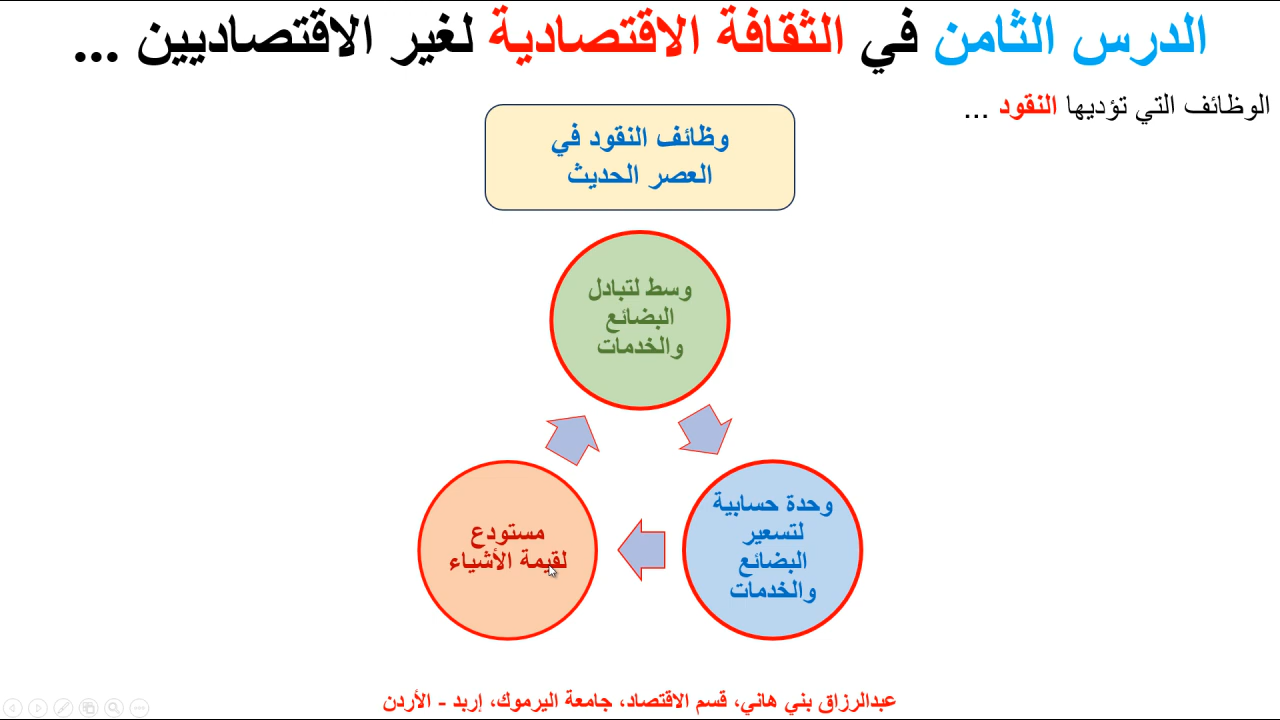 الدرس الثامن في الثقافة الاقتصادية لغير الاقتصاديين ...
الوظائف التي تؤديها النقود ...
وظائف النقود في
العصر الحديث
وسط لتبادل
البضائع
والخدمات
وحدة حسابية
لتسعير
البضائع
والخدمات
مستودع
لقيمة الأشياء
عبدالرزاق بني هاني، قسم الاقتصاد، جامعة اليرموك، إربد - الأردن